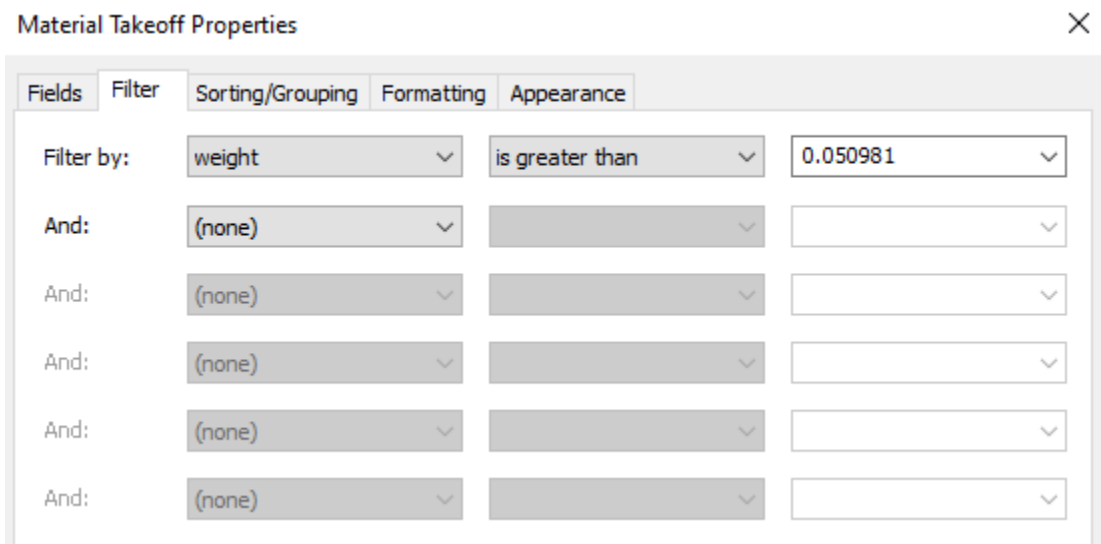 Material Takeoff Properties
Fields Filter Sorting/Grouping Formatting Appearance
Filter by: weight is greater than 0.050981
And: (none)
And: (none)
And: (none)
And: (none)
And: (none)